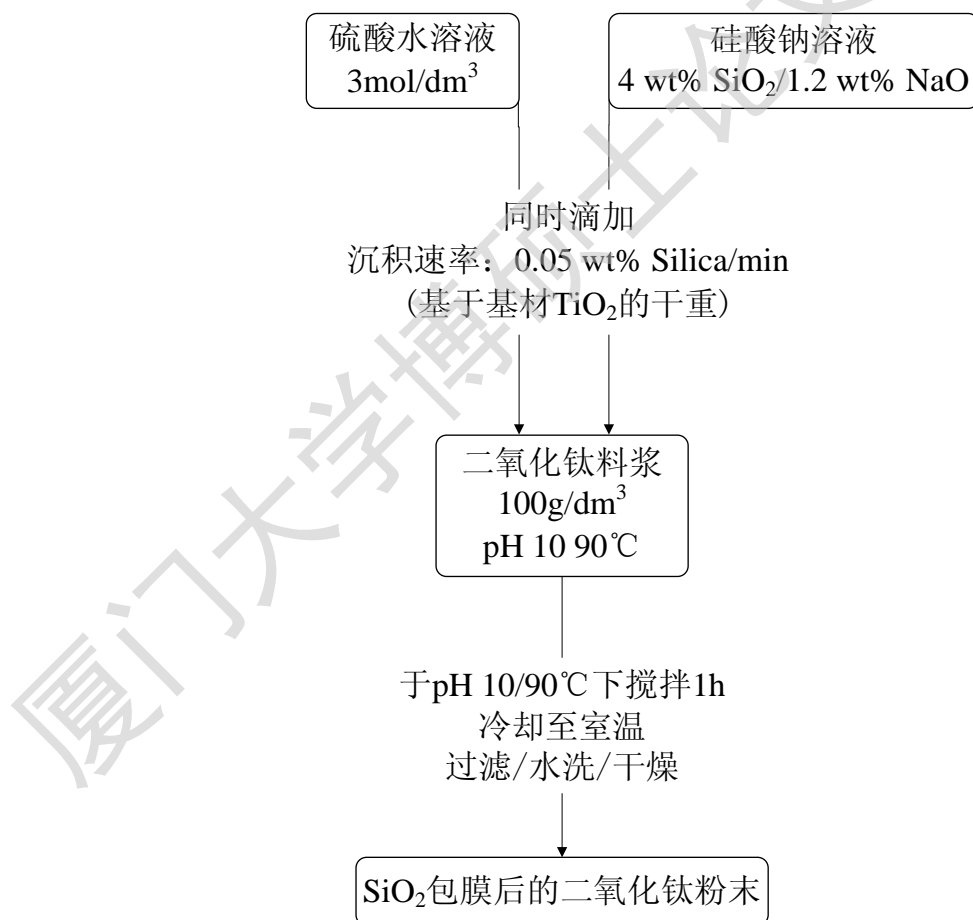 硫酸水溶液
3mol/dm³
硅酸钠溶液
4 wt% SiO₂/1.2 wt% NaO
同时滴加
沉积速率：0.05 wt% Silica/min
(基于基材TiO₂的干重)
二氧化钛料浆
100g/dm³
pH 10 90℃
于pH 10/90℃下搅拌1h
冷却至室温
过滤/水洗/干燥
SiO₂包膜后的二氧化钛粉末
厦门大学博硕士论文